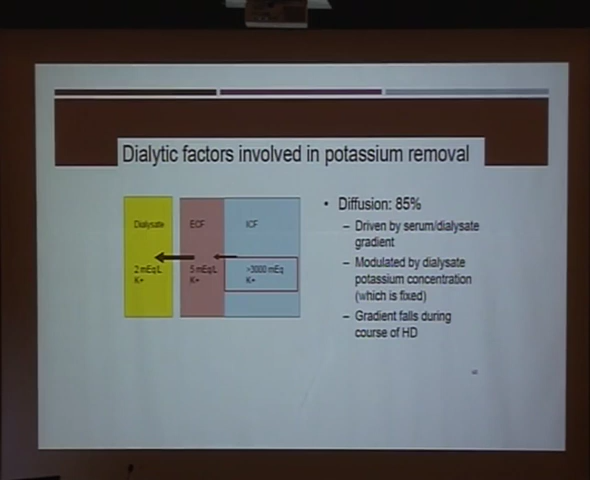 Dialytic factors involved in potassium removal
Dialysate
ECF
ICF
2 mEq/L
K+
5 mEq/L
K+
>3000 mEq
K+
• Diffusion: 85%
– Driven by serum/dialysate
gradient
– Modulated by dialysate
potassium concentration
(which is fixed)
– Gradient falls during
course of HD